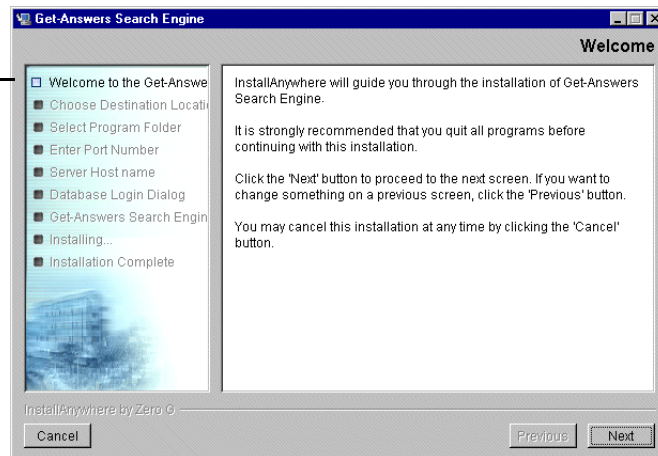 Get-Answers Search Engine
Welcome
Welcome to the Get-Answe
Choose Destination Locati
Select Program Folder
Enter Port Number
Server Host name
Database Login Dialog
Get-Answers Search Engin
Installing...
Installation Complete
InstallAnywhere will guide you through the installation of Get-Answers
Search Engine.
It is strongly recommended that you quit all programs before
continuing with this installation.
Click the 'Next' button to proceed to the next screen. If you want to
change something on a previous screen, click the 'Previous' button.
You may cancel this installation at any time by clicking the 'Cancel'
button.
InstallAnywhere by Zero G
Cancel
Previous
Next